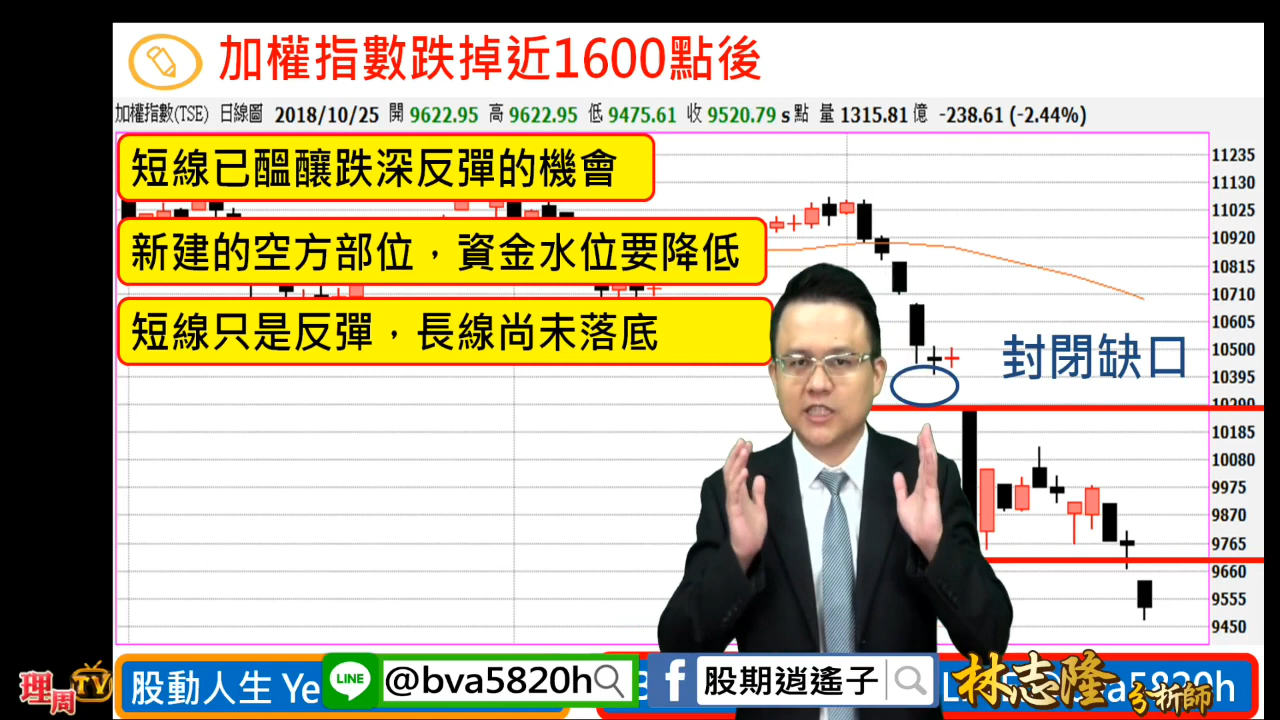 加權指數跌掉近1600點後
加權指數(TSE) 日線圖 2018/10/25 開 9622.95 高 9622.95 低 9475.61 收 9520.79 s 點 量 1315.81 億 -238.61 (-2.44%)
短線已醞釀跌深反彈的機會
新建的空方部位，資金水位要降低
短線只是反彈，長線尚未落底
封閉缺口
11235
11130
11025
10920
10815
10710
10605
10500
10395
10290
10185
10080
9975
9870
9765
9660
9555
9450
理周TV
股動人生 Ye
LINE
@bva5820h
股期逍遙子
林志隆 分析師